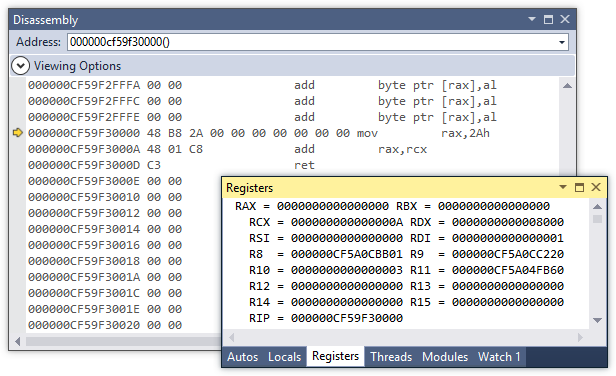 Disassembly
Address: 000000cf59f30000()
Viewing Options
000000CF59F2FFFA 00 00 add byte ptr [rax],al
000000CF59F2FFFC 00 00 add byte ptr [rax],al
000000CF59F2FFFE 00 00 add byte ptr [rax],al
000000CF59F30000 48 B8 2A 00 00 00 00 00 00 00 mov rax,2Ah
000000CF59F3000A 48 01 C8 add rax,rcx
000000CF59F3000D C3 ret
000000CF59F3000E 00 00
000000CF59F30010 00 00
000000CF59F30012 00 00
000000CF59F30014 00 00
000000CF59F30016 00 00
000000CF59F30018 00 00
000000CF59F3001A 00 00
000000CF59F3001C 00 00
000000CF59F3001E 00 00
000000CF59F30020 00 00
Registers
RAX = 0000000000000000 RBX = 0000000000000000
RCX = 000000000000000A RDX = 0000000000008000
RSI = 0000000000000000 RDI = 0000000000000001
R8 = 000000CF5A0CBB01 R9 = 000000CF5A0CC220
R10 = 0000000000000003 R11 = 000000CF5A04FB60
R12 = 0000000000000000 R13 = 0000000000000000
R14 = 0000000000000000 R15 = 0000000000000000
RIP = 000000CF59F30000
Autos Locals Registers Threads Modules Watch 1